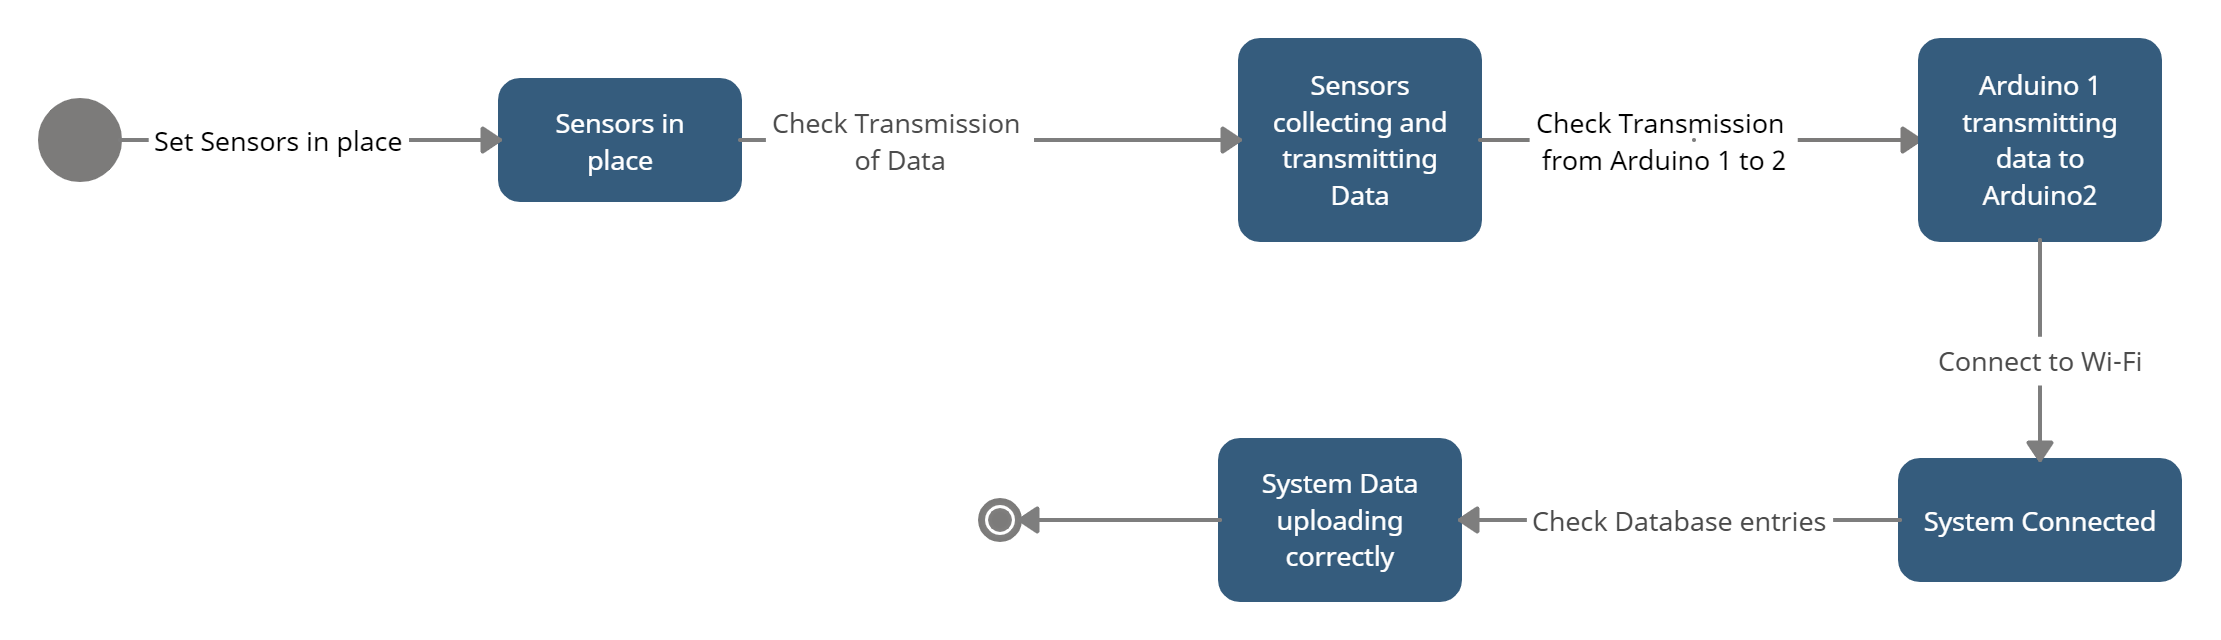 Set Sensors in place
Sensors in
place
Check Transmission
of Data
Sensors
collecting and
transmitting
Data
Check Transmission
from Arduino 1 to 2
Arduino 1
transmitting
data to
Arduino2
Connect to Wi-Fi
System Connected
Check Database entries
System Data
uploading
correctly